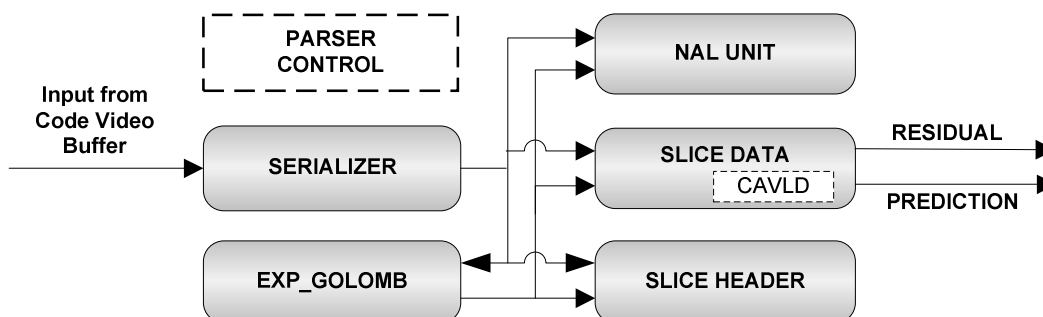 PARSER
CONTROL
NAL UNIT
Input from
Code Video
Buffer
SERIALIZER
SLICE DATA
CAVLD
RESIDUAL
PREDICTION
EXP_GOLOMB
SLICE HEADER